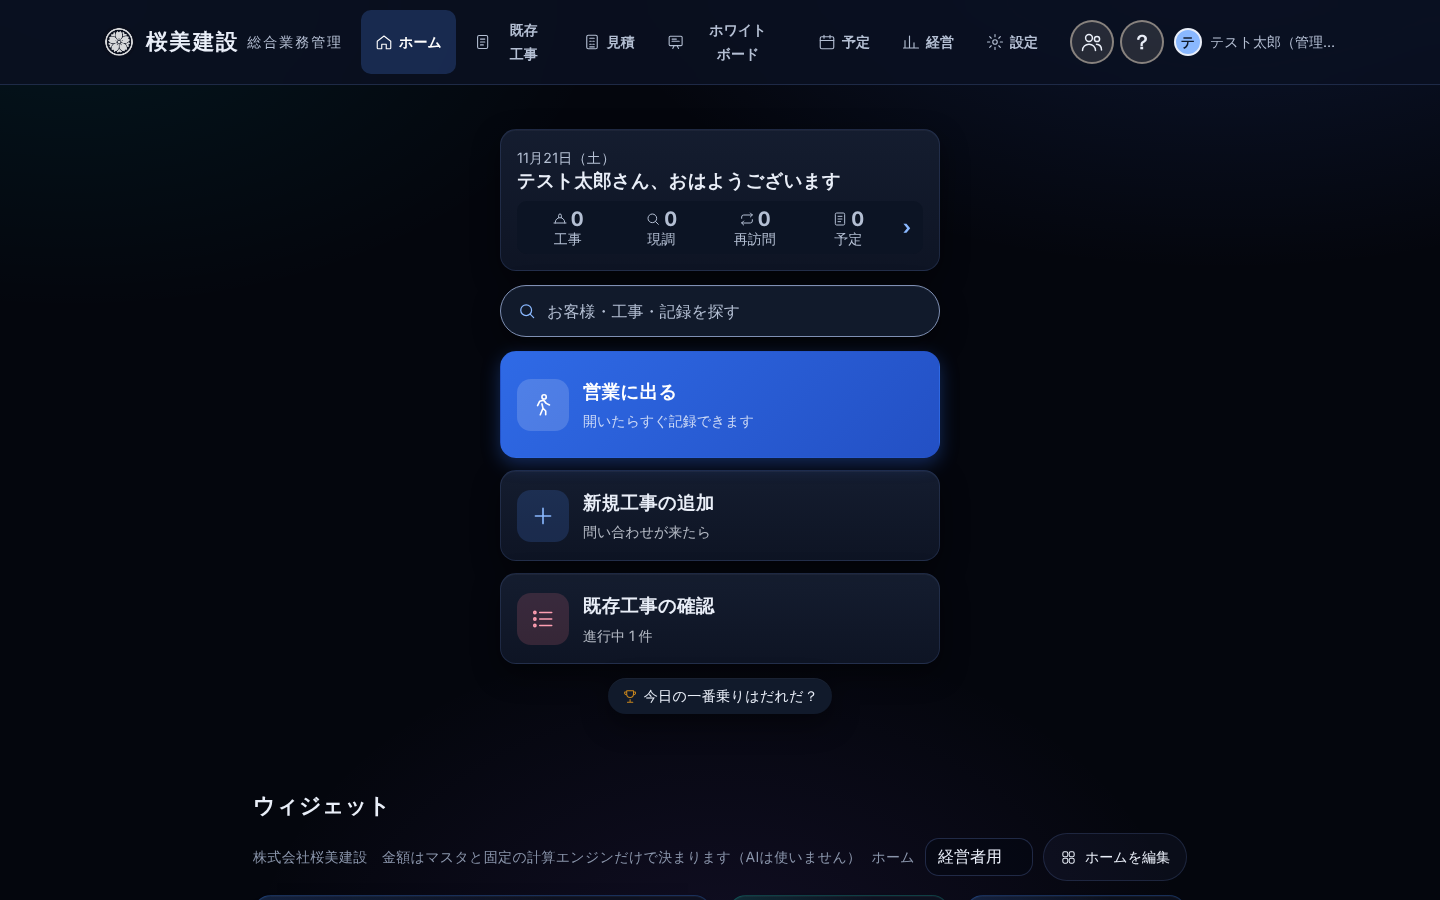 桜美建設 総合業務管理
ホーム
既存
工事
見積
ホワイト
ボード
予定
経営
設定
?
テ テスト太郎（管理...
11月21日（土）
テスト太郎さん、おはようございます
0 0 0 0
工事 現調 再訪問 予定
お客様・工事・記録を探す
営業に出る
開いたらすぐ記録できます
新規工事の追加
問い合わせが来たら
既存工事の確認
進行中 1 件
今日の一番乗りはだれだ？
ウィジェット
株式会社桜美建設　金額はマスタと固定の計算エンジンだけで決まります（AIは使いません） ホーム 経営者用 ホームを編集